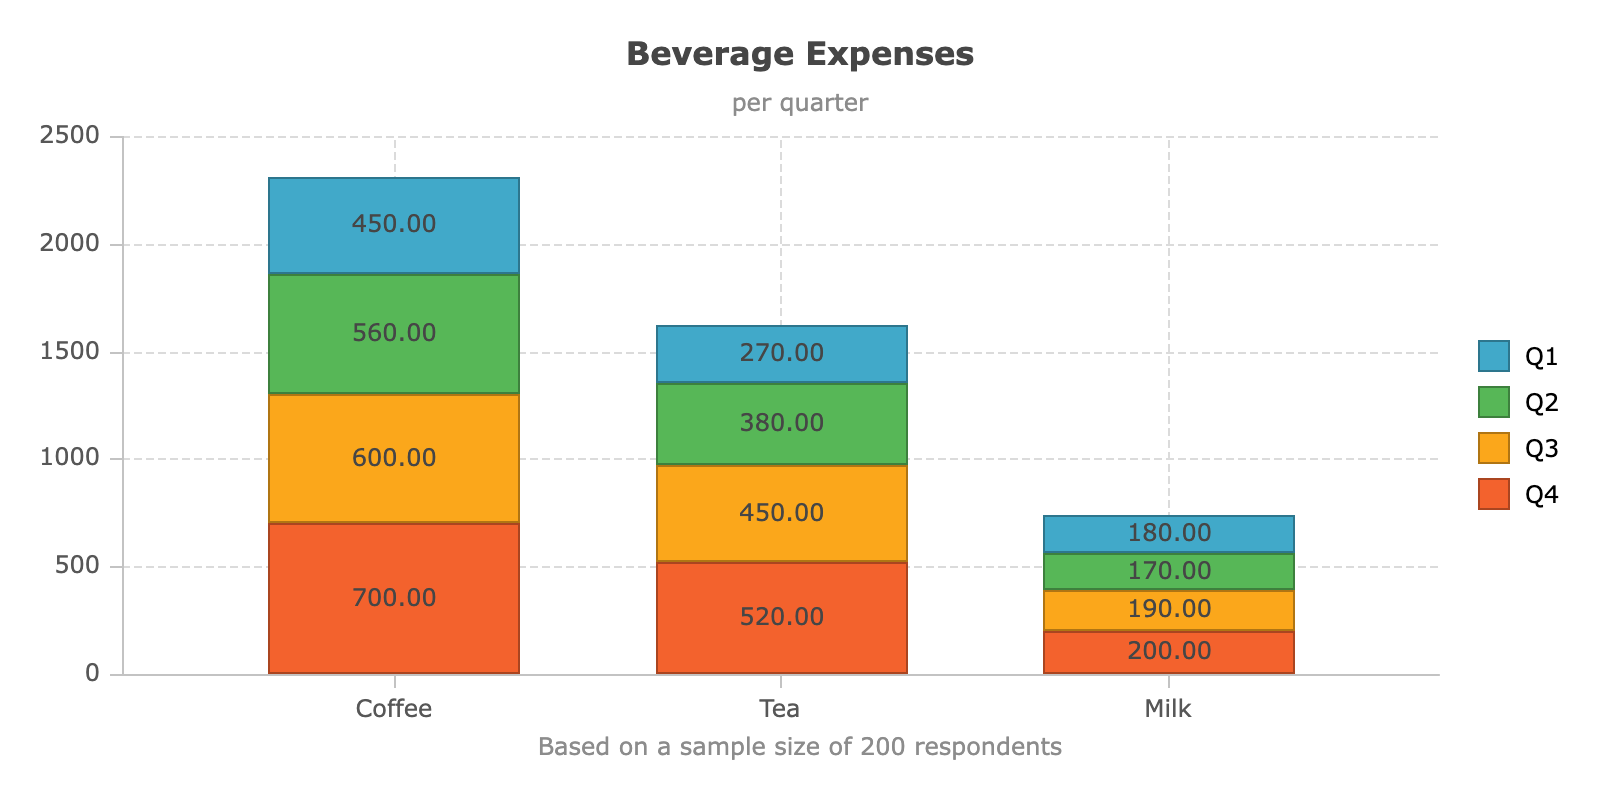 Beverage Expenses
per quarter
2500
2000
1500
1000
500
0
450.00
560.00
600.00
700.00
270.00
380.00
450.00
520.00
180.00
170.00
190.00
200.00
Coffee
Tea
Milk
Based on a sample size of 200 respondents
Q1
Q2
Q3
Q4